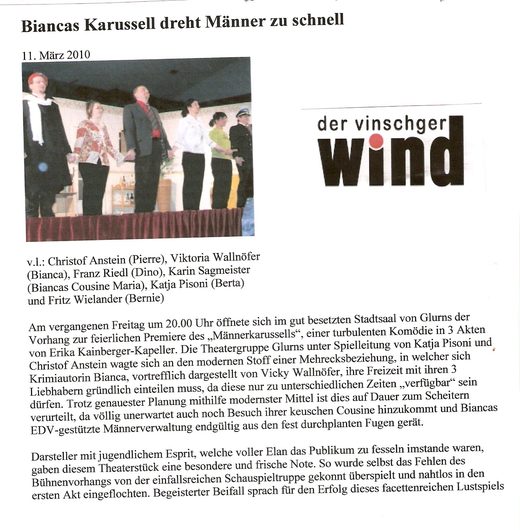 Biancas Karussell dreht Männer zu schnell
11. März 2010
der vinschger
wind
v.l.: Christof Anstein (Pierre), Viktoria Wallnöfer
(Bianca), Franz Riedl (Dino), Karin Sagmeister
(Biancas Cousine Maria), Katja Pisoni (Berta)
und Fritz Wielander (Bernie)
Am vergangenen Freitag um 20.00 Uhr öffnete sich im gut besetzten Stadtsaal von Glurns der
Vorhang zur feierlichen Premiere des „Männerkarussells“, einer turbulenten Komödie in 3 Akten
von Erika Kainberger-Kapeller. Die Theatergruppe Glurns unter Spielleitung von Katja Pisoni und
Christof Anstein wagte sich an den modernen Stoff einer Mehrecksbeziehung, in welcher sich
Krimiautorin Bianca, vortrefflich dargestellt von Vicky Wallnöfer, ihre Freizeit mit ihren 3
Liebhabern gründlich einteilen muss, da diese nur zu unterschiedlichen Zeiten „verfügbar“ sein
dürfen. Trotz genauester Planung mithilfe modernster Mittel ist dies auf Dauer zum Scheitern
verurteilt, da völlig unerwartet auch noch Besuch ihrer keuschen Cousine hinzukommt und Biancas
EDV-gestützte Männerverwaltung endgültig aus den fest durchplanten Fugen gerät.
Darsteller mit jugendlichem Esprit, welche voller Elan das Publikum zu fesseln imstande waren,
gaben diesem Theaterstück eine besondere und frische Note. So wurde selbst das Fehlen des
Bühnenvorhangs von der einfallsreichen Schauspieltruppe gekonnt überspielt und nahtlos in den
ersten Akt eingeflochten. Begeisterter Beifall sprach für den Erfolg dieses facettenreichen Lustspiels